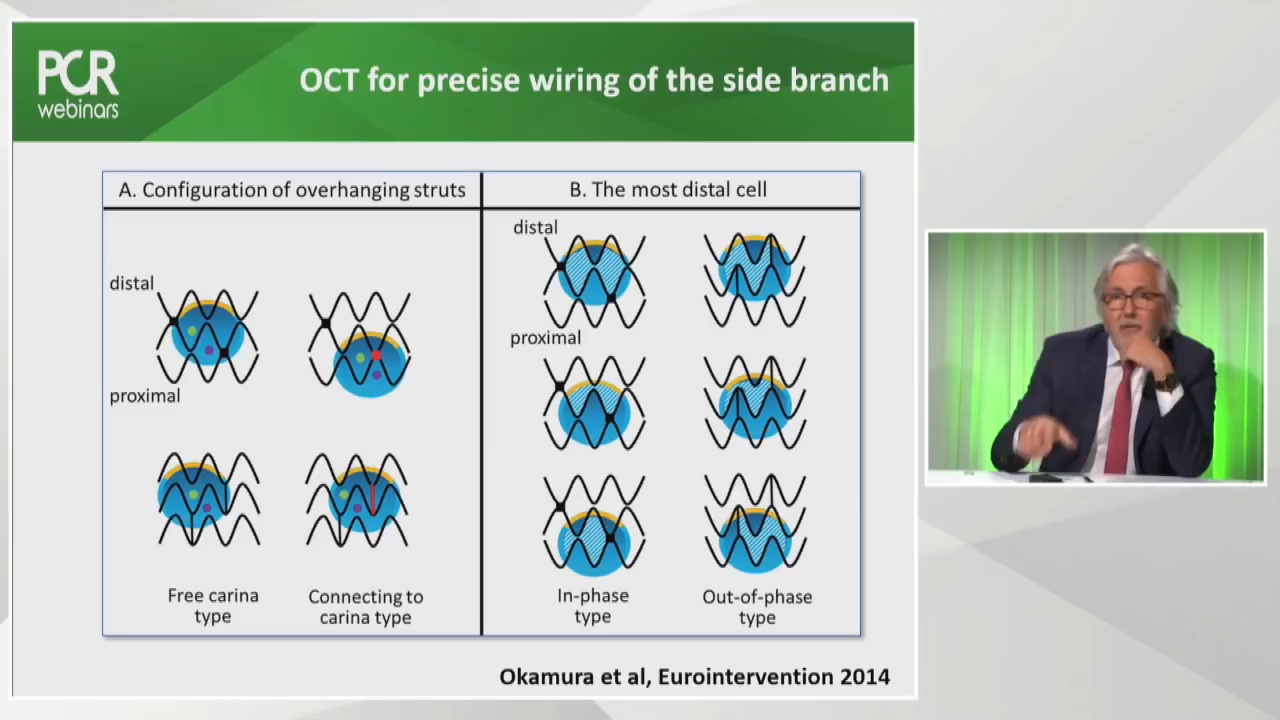 PCR
webinars
OCT for precise wiring of the side branch
A. Configuration of overhanging struts
B. The most distal cell
distal
proximal
Free carina
type
Connecting to
carina type
distal
proximal
In-phase
type
Out-of-phase
type
Okamura et al, Eurointervention 2014